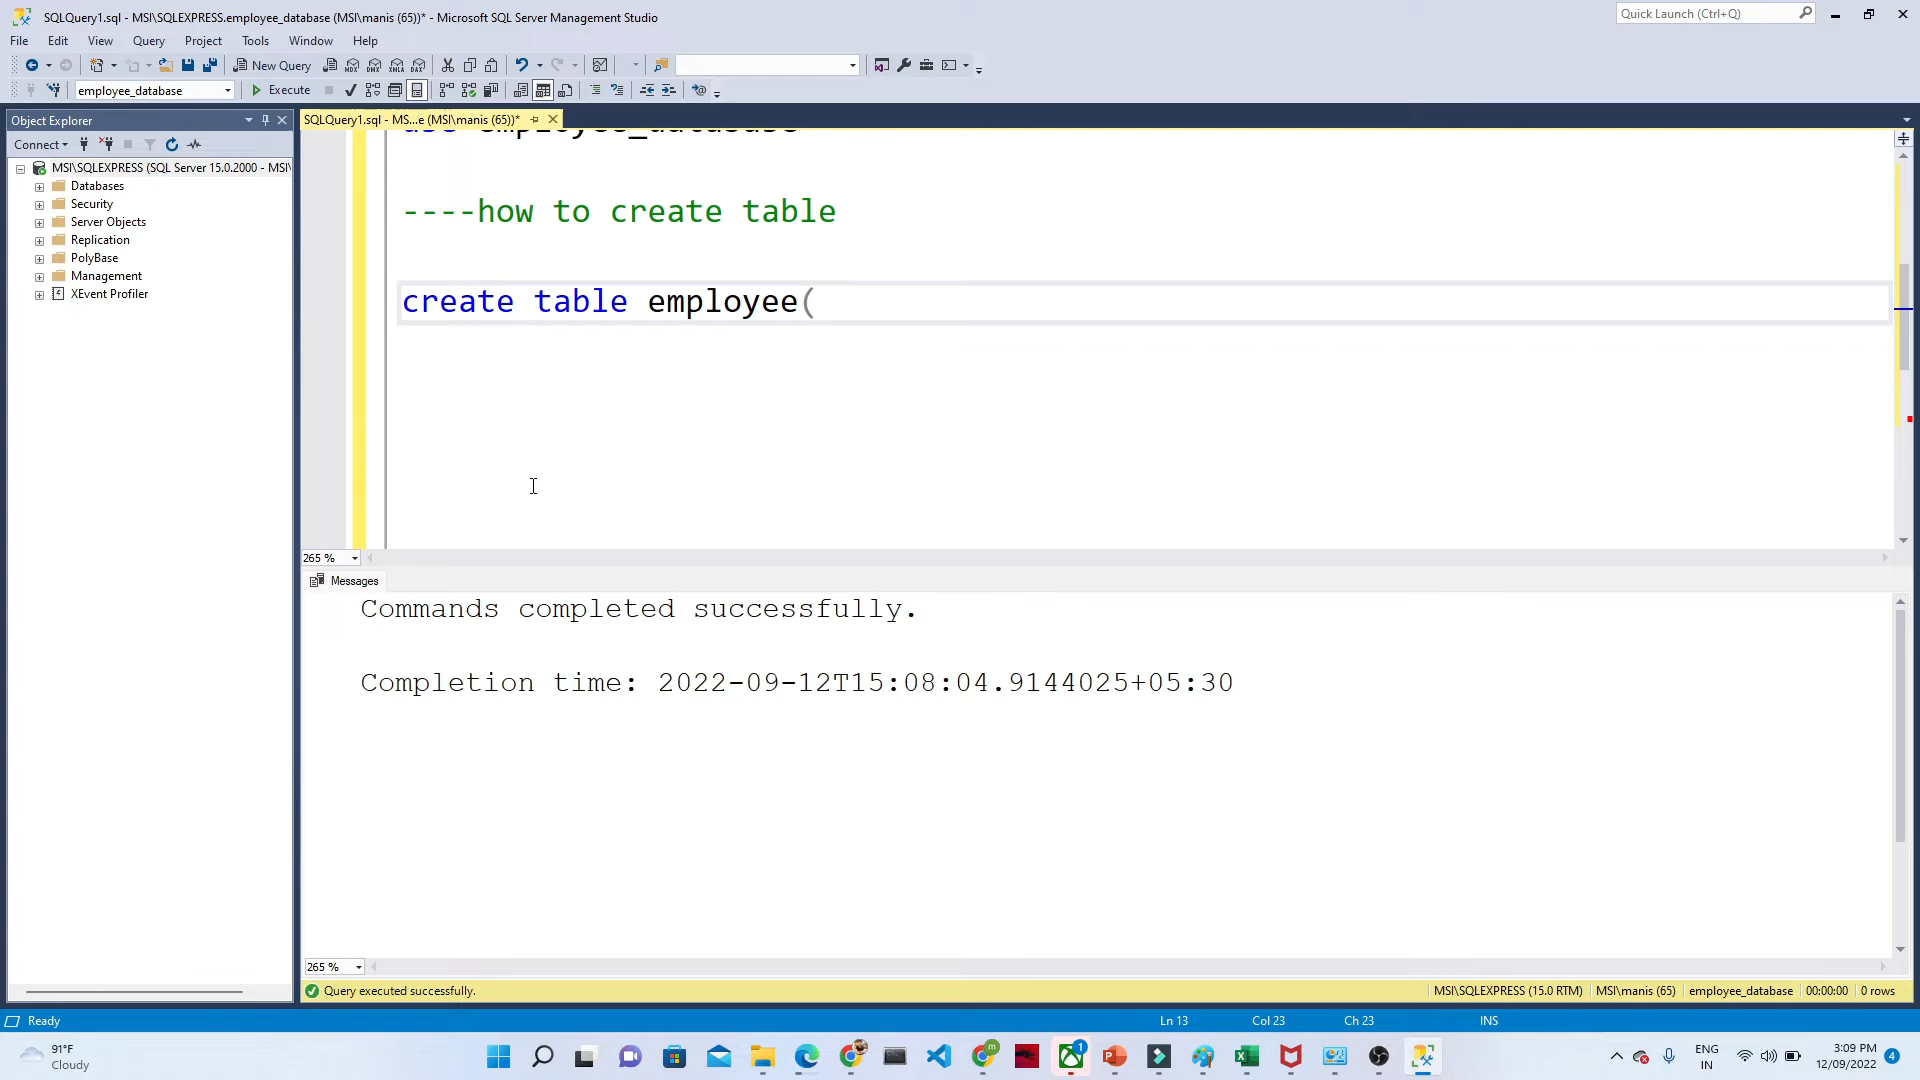 SQLQuery1.sql - MSI\SQLEXPRESS.employee_database (MSI\manis (65))* - Microsoft SQL Server Management Studio
Quick Launch (Ctrl+Q)
File Edit View Query Project Tools Window Help
New Query
employee_database Execute
Object Explorer
SQLQuery1.sql - MS...e (MSI\manis (65))*
Connect
MSI\SQLEXPRESS (SQL Server 15.0.2000 - MSI\
Databases
Security
Server Objects
Replication
PolyBase
Management
XEvent Profiler
use employee_database
----how to create table
create table employee(
265 %
Messages
Commands completed successfully.
Completion time: 2022-09-12T15:08:04.9144025+05:30
265 %
Query executed successfully.
MSI\SQLEXPRESS (15.0 RTM) MSI\manis (65) employee_database 00:00:00 0 rows
Ready
Ln 13 Col 23 Ch 23 INS
91°F
Cloudy
ENG
IN
3:09 PM
12/09/2022
4
1
m